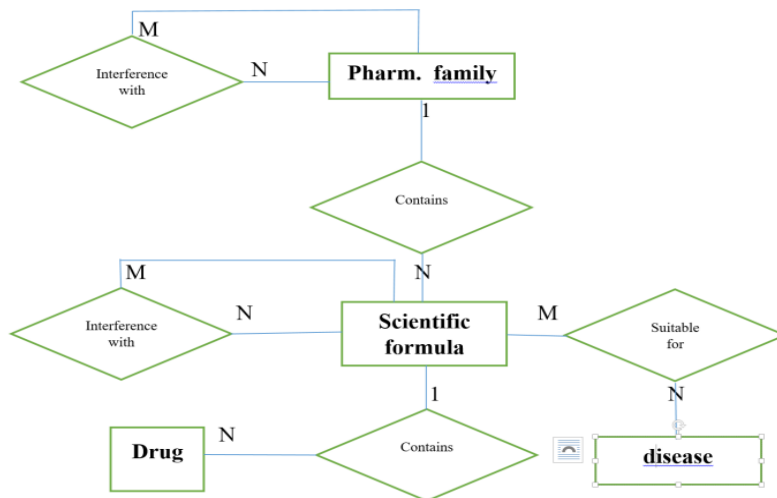 M
Interference
with
N
Pharm. family
1
Contains
N
M
Interference
with
N
Scientific
formula
M
Suitable
for
N
1
Drug
N
Contains
disease